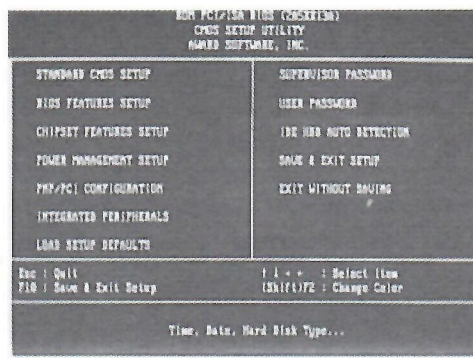 ROM PCI/ISA BIOS
CMOS SETUP UTILITY
AWARD SOFTWARE, INC.
STANDARD CMOS SETUP
BIOS FEATURES SETUP
CHIPSET FEATURES SETUP
POWER MANAGEMENT SETUP
PNP/PCI CONFIGURATION
INTEGRATED PERIPHERALS
LOAD SETUP DEFAULTS
SUPERVISOR PASSWORD
USER PASSWORD
IDE HDD AUTO DETECTION
SAVE & EXIT SETUP
EXIT WITHOUT SAVING
Esc : Quit
F10 : Save & Exit Setup
↑ ↓ → ← : Select Item
(Shift)F2 : Change Color
Time, Date, Hard Disk Type...